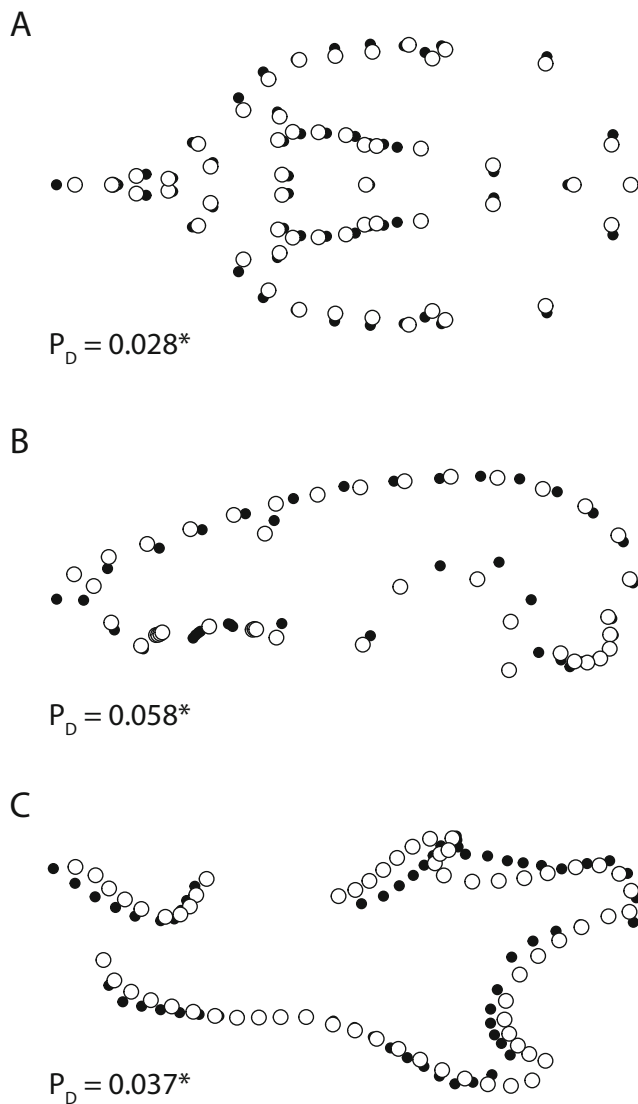 A
P_D = 0.028*
B
P_D = 0.058*
C
P_D = 0.037*